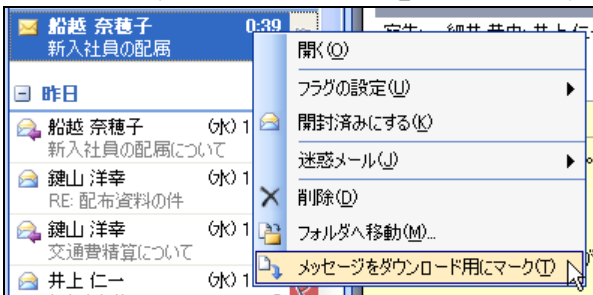 船越 奈穂子 0:39
新入社員の配属
昨日
船越 奈穂子 (水) 1
新入社員の配属について
鍵山 洋幸 (水) 1
RE: 配布資料の件
鍵山 洋幸 (水) 1
交通費精算について
井上 仁一 (水) 1
開く(O)
フラグの設定(U)
開封済みにする(K)
迷惑メール(J)
削除(D)
フォルダへ移動(M)...
メッセージをダウンロード用にマーク(T)